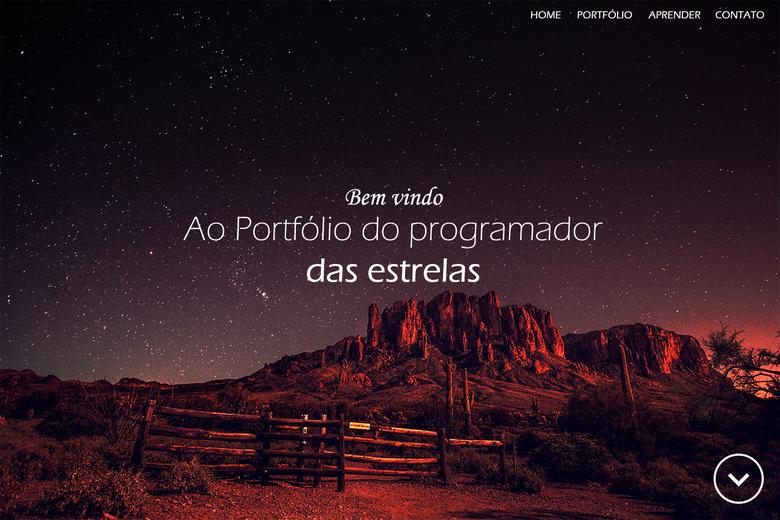 HOME PORTFÓLIO APRENDER CONTATO
Bem vindo
Ao Portfólio do programador
das estrelas